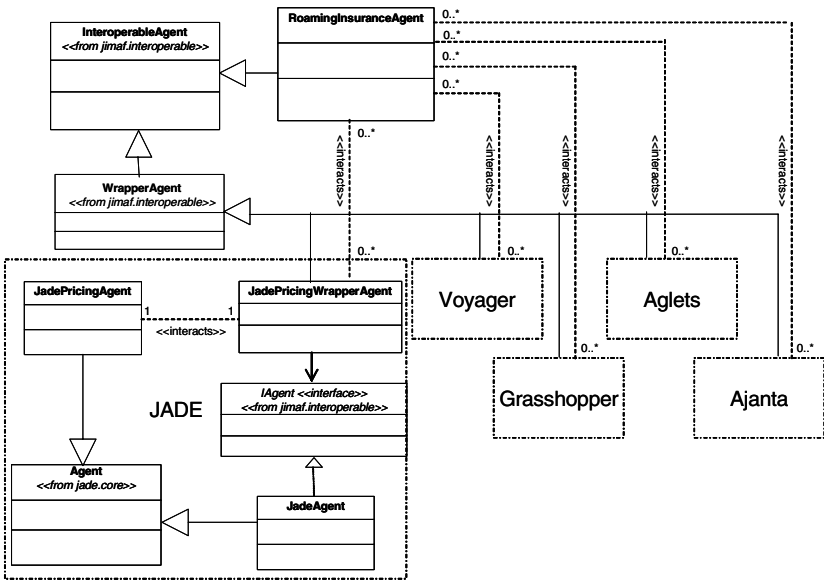 RoamingInsuranceAgent
0..*
0..*
0..*
0..*
InteroperableAgent
<<from jimaf.interoperable>>
0..*
<<interacts>>
<<interacts>>
<<interacts>>
<<interacts>>
<<interacts>>
WrapperAgent
<<from jimaf.interoperable>>
0..*
0..*
0..*
JadePricingAgent
JadePricingWrapperAgent
Voyager
Aglets
1
1
<<interacts>>
0..*
0..*
IAgent <<interface>>
<<from jimaf.interoperable>>
JADE
Grasshopper
Ajanta
Agent
<<from jade.core>>
JadeAgent